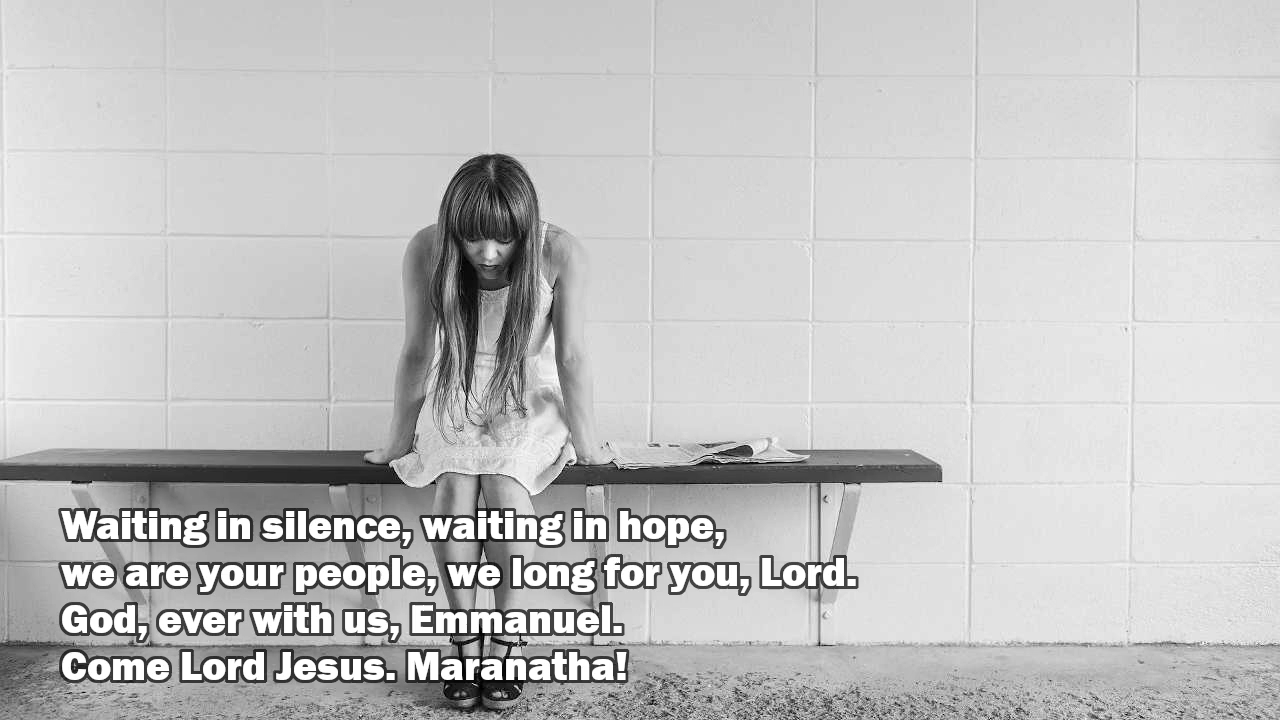 Waiting in silence, waiting in hope,
we are your people, we long for you, Lord.
God, ever with us, Emmanuel.
Come Lord Jesus. Maranatha!